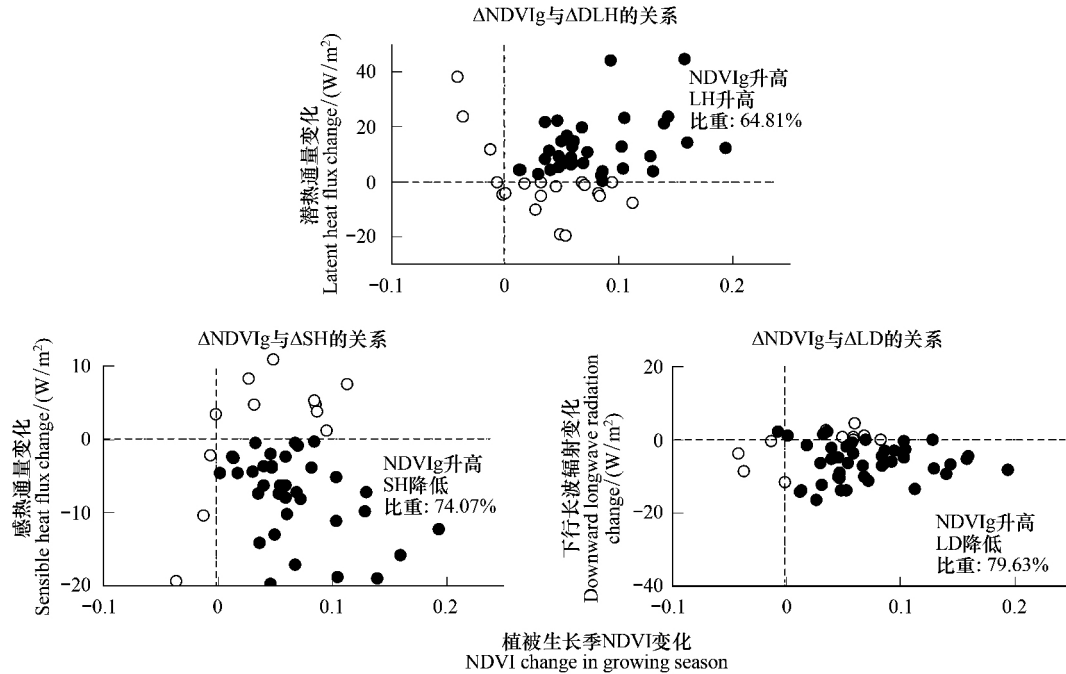 ΔNDVIg与ΔDLH的关系
潜热通量变化
Latent heat flux change/(W/m²)
40
20
0
−20
NDVIg升高
LH升高
比重: 64.81%
−0.1
0
0.1
0.2
ΔNDVIg与ΔSH的关系
感热通量变化
Sensible heat flux change/(W/m²)
10
0
−10
−20
NDVIg升高
SH降低
比重: 74.07%
−0.1
0
0.1
0.2
ΔNDVIg与ΔLD的关系
下行长波辐射变化
Downward longwave radiation
change/(W/m²)
20
0
−20
−40
NDVIg升高
LD降低
比重: 79.63%
−0.1
0
0.1
0.2
植被生长季NDVI变化
NDVI change in growing season